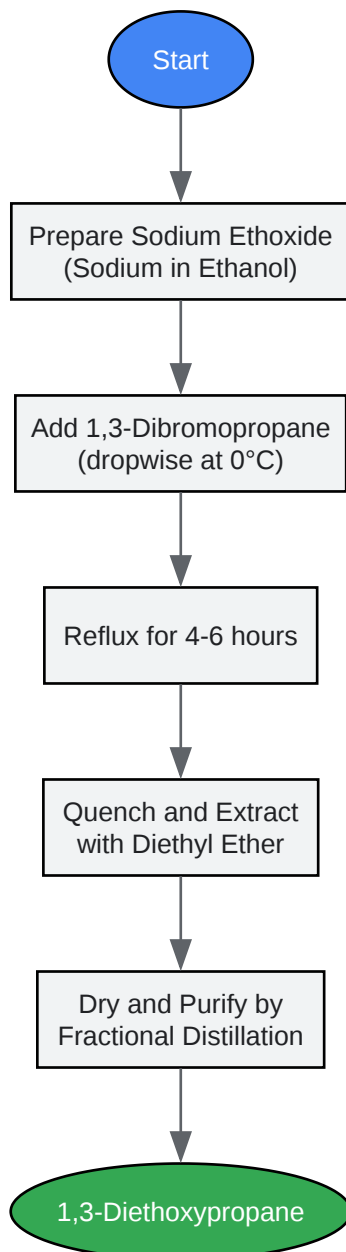 Start
Prepare Sodium Ethoxide
(Sodium in Ethanol)
Add 1,3-Dibromopropane
(dropwise at 0°C)
Reflux for 4-6 hours
Quench and Extract
with Diethyl Ether
Dry and Purify by
Fractional Distillation
1,3-Diethoxypropane